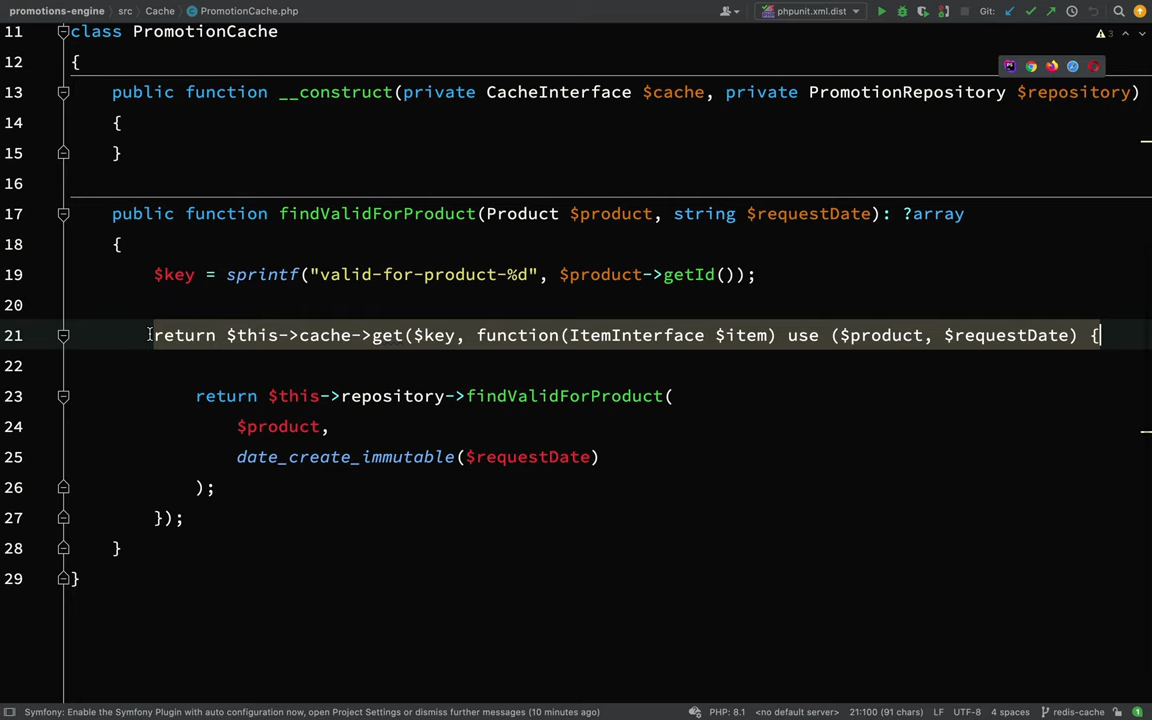 promotions-engine src Cache PromotionCache.php phpunit.xml.dist Git:
11 class PromotionCache
3
12 {
13 public function __construct(private CacheInterface $cache, private PromotionRepository $repository)
14 {
15 }
16
17 public function findValidForProduct(Product $product, string $requestDate): ?array
18 {
19 $key = sprintf("valid-for-product-%d", $product->getId());
20
21 return $this->cache->get($key, function(ItemInterface $item) use ($product, $requestDate) {
22
23 return $this->repository->findValidForProduct(
24 $product,
25 date_create_immutable($requestDate)
26 );
27 });
28 }
29 }
Symfony: Enable the Symfony Plugin with auto configuration now, open Project Settings or dismiss further messages (10 minutes ago) PHP: 8.1 <no default server> 21:100 (91 chars) LF UTF-8 4 spaces redis-cache 1